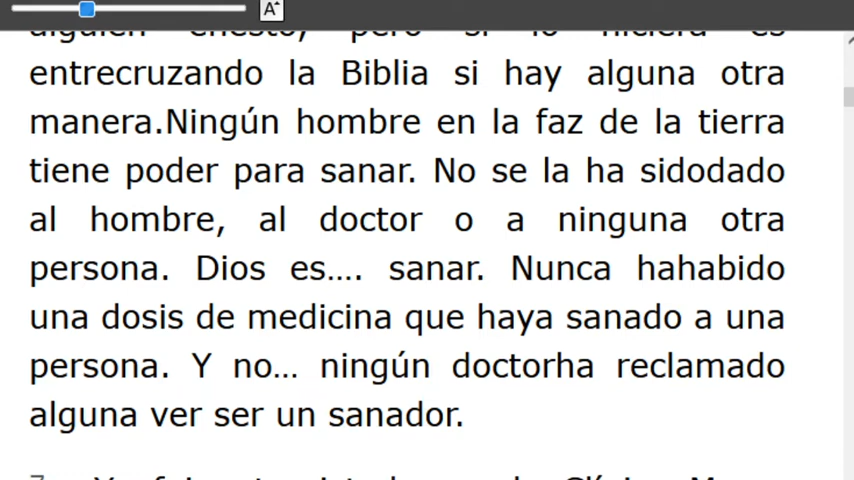 A
entrecruzando la Biblia si hay alguna otra
manera.Ningún hombre en la faz de la tierra
tiene poder para sanar. No se la ha sidodado
al hombre, al doctor o a ninguna otra
persona. Dios es.... sanar. Nunca hahabido
una dosis de medicina que haya sanado a una
persona. Y no... ningún doctorha reclamado
alguna ver ser un sanador.